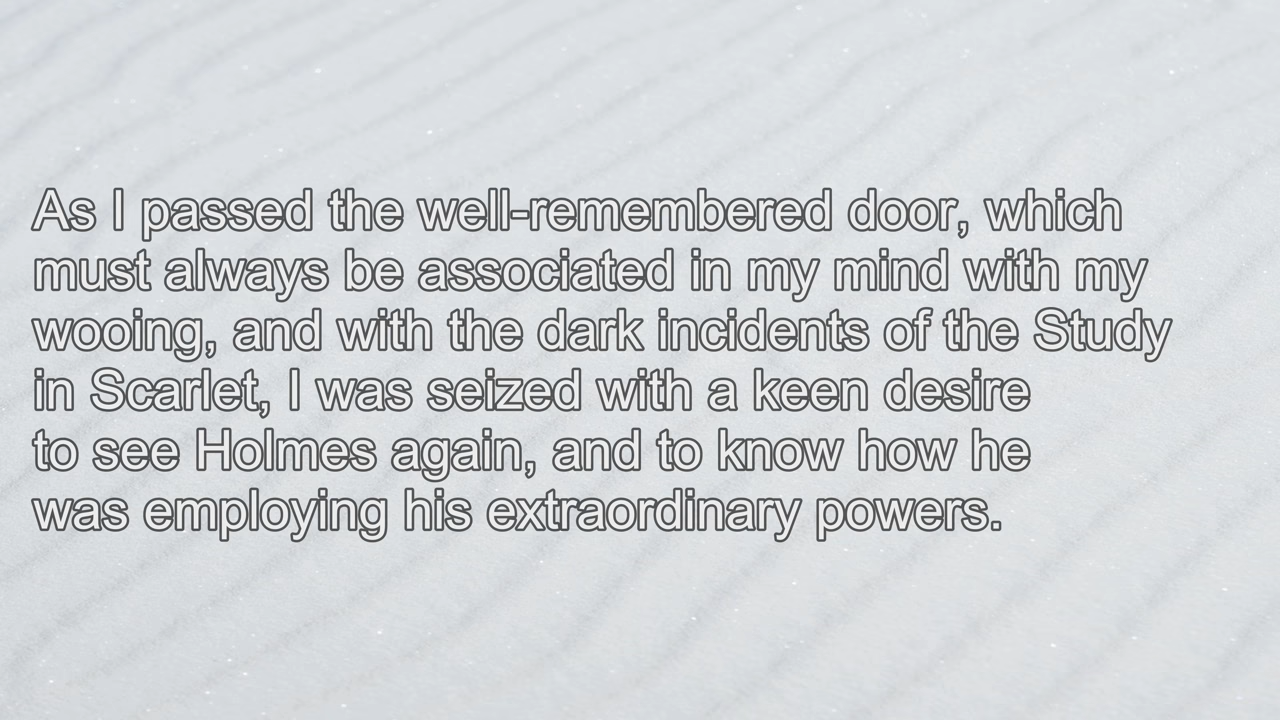 As I passed the well-remembered door, which
must always be associated in my mind with my
wooing, and with the dark incidents of the Study
in Scarlet, I was seized with a keen desire
to see Holmes again, and to know how he
was employing his extraordinary powers.